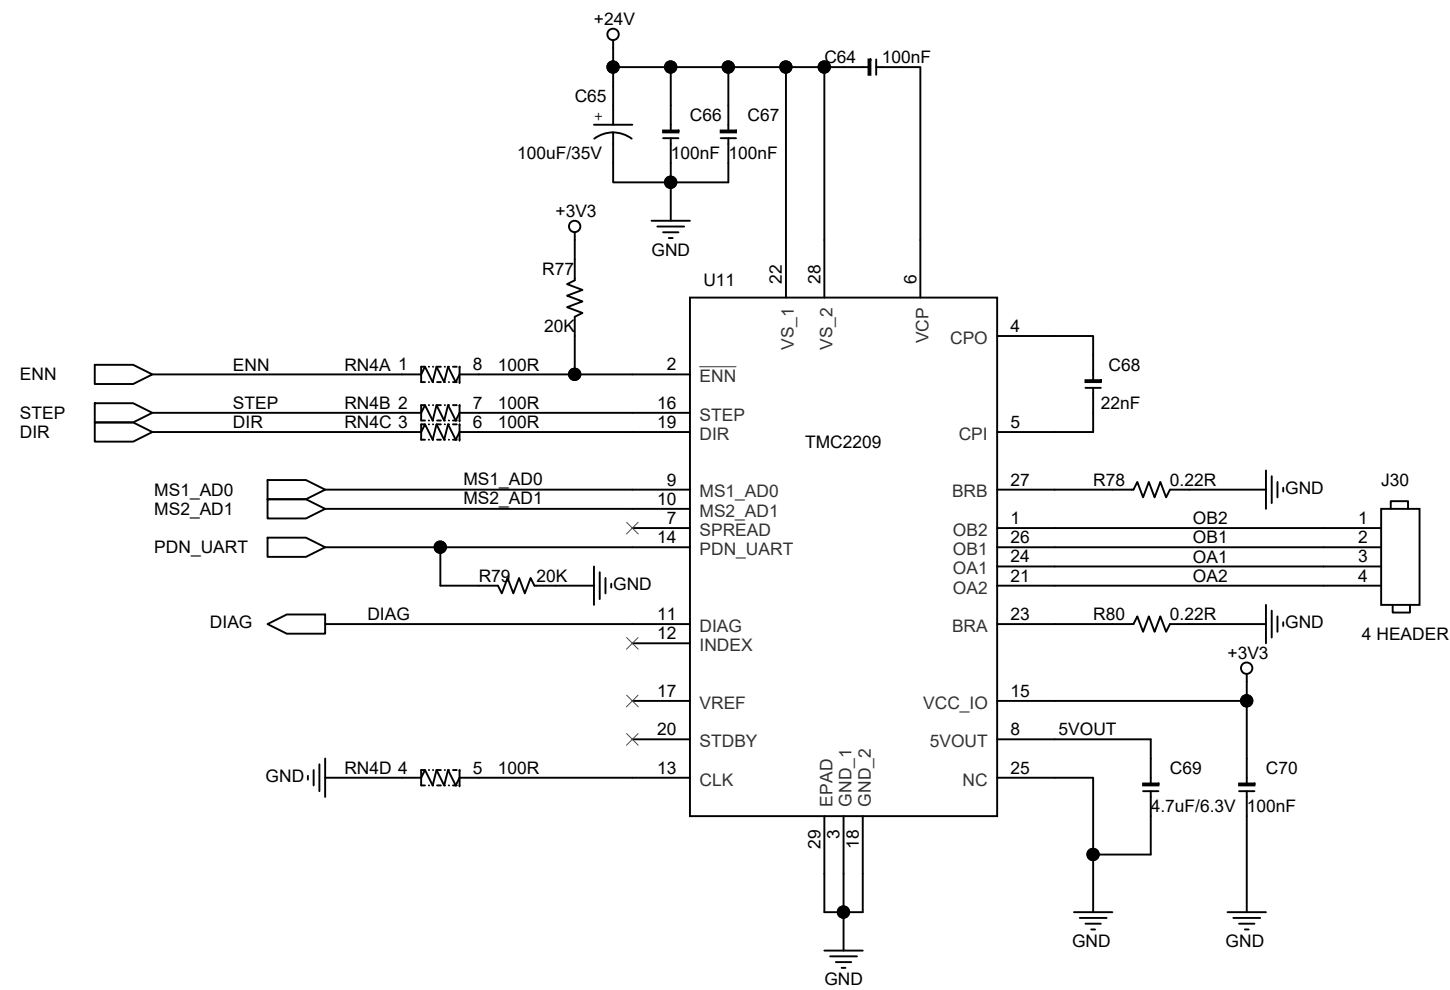 +24V
C64 100nF
C65
+
C66 C67
100uF/35V 100nF 100nF
+3V3
GND
R77
20K
U11
22
28
6
VS_1
VS_2
VCP
CPO 4
C68
22nF
CPI 5
ENN ENN RN4A 1 8 100R 2 ENN
STEP STEP RN4B 2 7 100R 16 STEP
DIR DIR RN4C 3 6 100R 19 DIR
TMC2209
MS1_AD0 MS1_AD0 9 MS1_AD0
MS2_AD1 MS2_AD1 10 MS2_AD1
7 SPREAD
PDN_UART 14 PDN_UART
R79 20K GND
BRB 27 R78 0.22R GND
J30
OB2 1 OB2 1
OB1 26 OB1 2
OA1 24 OA1 3
OA2 21 OA2 4
4 HEADER
DIAG DIAG 11 DIAG
12 INDEX
BRA 23 R80 0.22R GND
+3V3
17 VREF
VCC_IO 15
20 STDBY
5VOUT 8 5VOUT
GND RN4D 4 5 100R 13 CLK
NC 25
C69
4.7uF/6.3V
C70
100nF
EPAD
GND_1
GND_2
29
3
18
GND
GND
GND